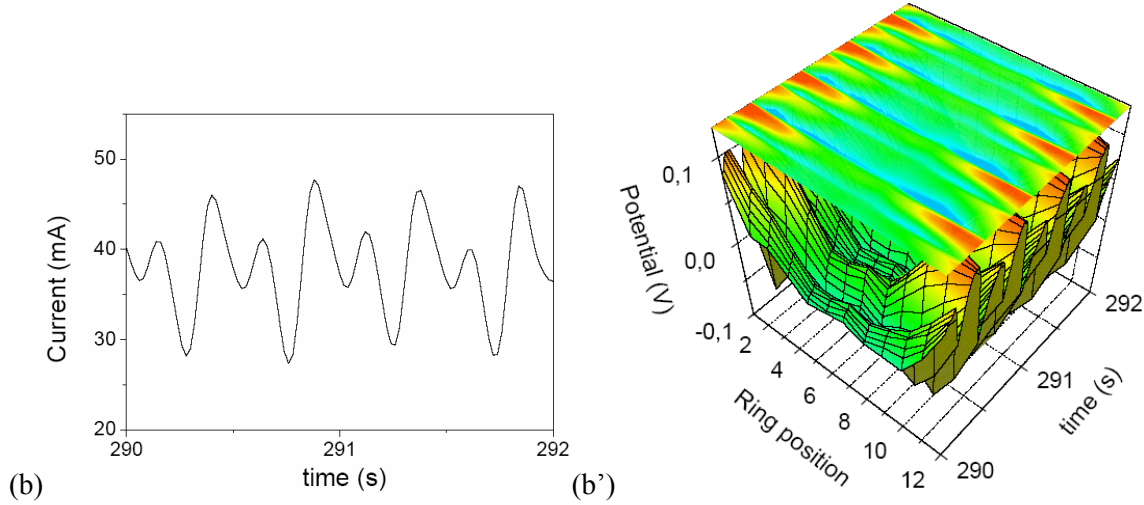 50
40
30
20
Current (mA)
290
291
292
time (s)
(b)
0,1
0,0
-0,1
Potential (V)
2
4
6
8
10
12
Ring position
290
291
292
time (s)
(b’)